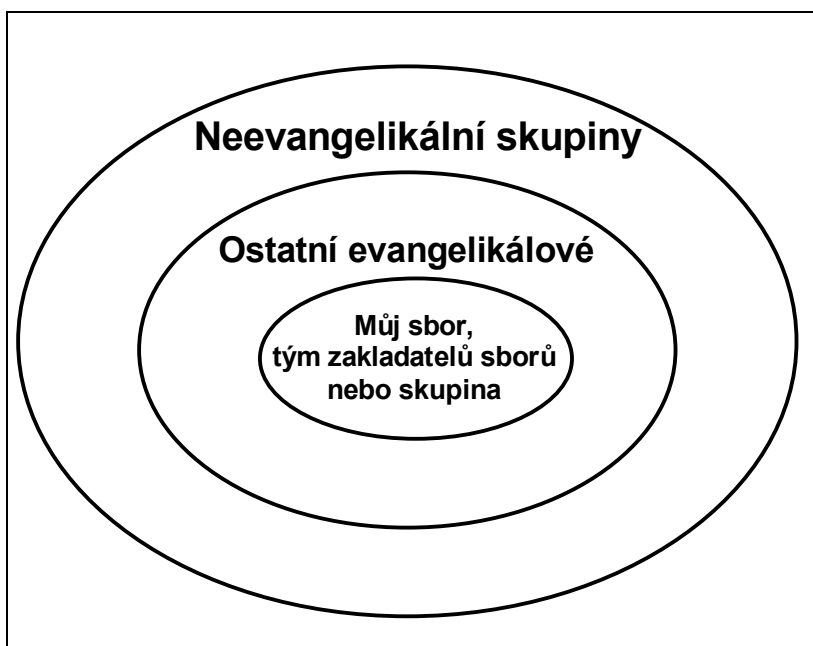 Neevangelikální skupiny
Ostatní evangelikálové
Můj sbor,
tým zakladatelů sborů
nebo skupina